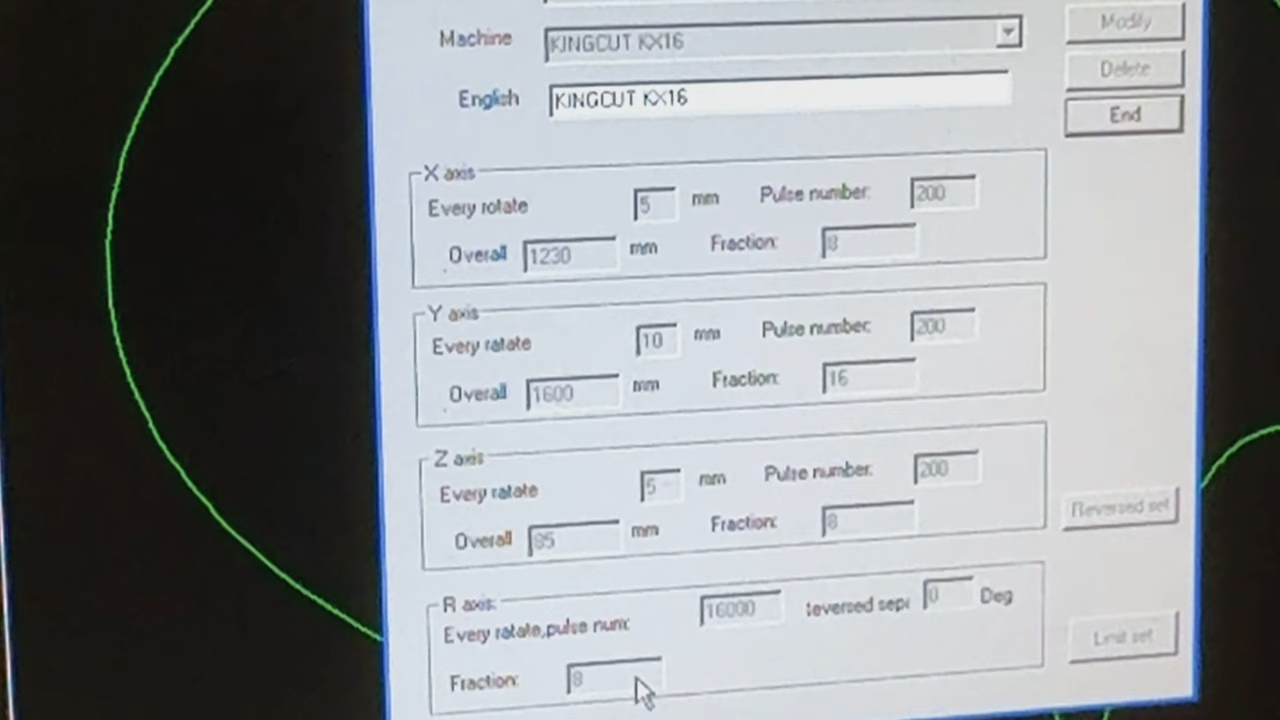 Machine KINGCUT KX16 Modify
Delete
English KINGCUT KX16 End
X axis
Every rotate 5 mm Pulse number: 200
Overall 1230 mm Fraction: 8
Y axis
Every ratate 10 mm Pulse number: 200
Overall 1600 mm Fraction: 16
Z axis
Every ratate 5 mm Pulse number: 200
Overall mm Fraction: 8
Reversed set
R axis:
Every ratate,pulse num: 16000 leversed sepe 0 Deg
Limit set
Fraction: 8